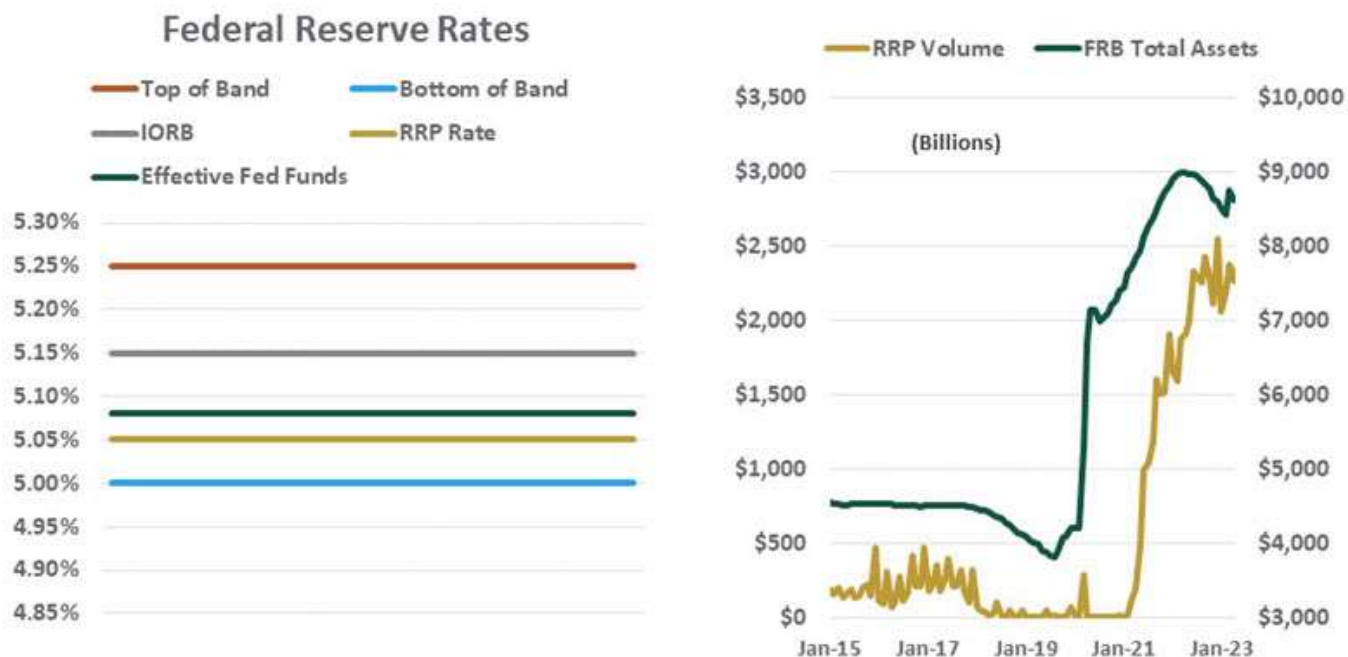 Federal Reserve Rates
Top of Band
Bottom of Band
IORB
RRP Rate
Effective Fed Funds
5.30%
5.25%
5.20%
5.15%
5.10%
5.05%
5.00%
4.95%
4.90%
4.85%
RRP Volume
FRB Total Assets
(Billions)
$3,500
$3,000
$2,500
$2,000
$1,500
$1,000
$500
$0
$10,000
$9,000
$8,000
$7,000
$6,000
$5,000
$4,000
$3,000
Jan-15 Jan-17 Jan-19 Jan-21 Jan-23